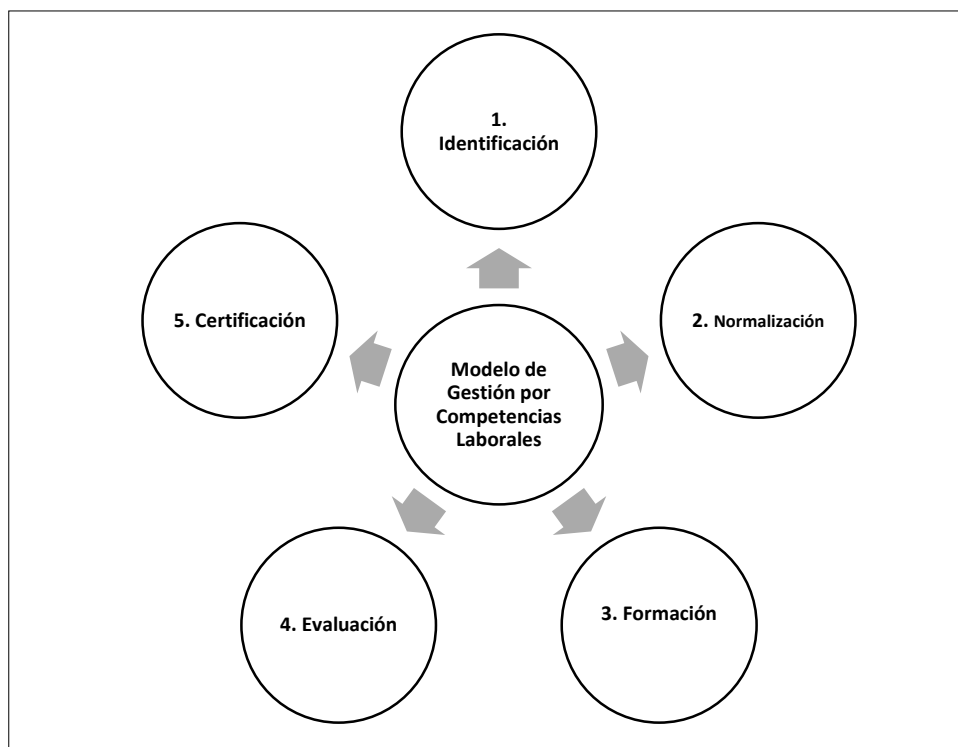 1.
Identificación
2. Normalización
3. Formación
4. Evaluación
5. Certificación
Modelo de
Gestión por
Competencias
Laborales